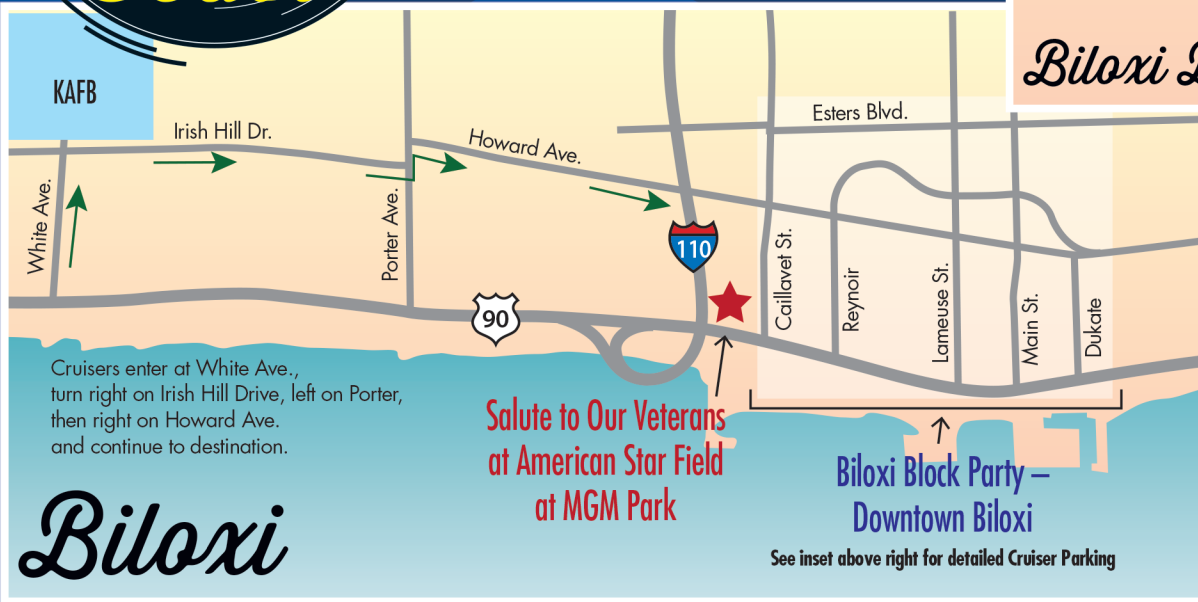 KAFB
Irish Hill Dr.
Howard Ave.
Esters Blvd.
Biloxi
White Ave.
Porter Ave.
110
90
Caillavet St.
Reynoir
Lameuse St.
Main St.
Dukate
Cruisers enter at White Ave.,
turn right on Irish Hill Drive, left on Porter,
then right on Howard Ave.
and continue to destination.
Salute to Our Veterans
at American Star Field
at MGM Park
Biloxi Block Party –
Downtown Biloxi
See inset above right for detailed Cruiser Parking
Biloxi